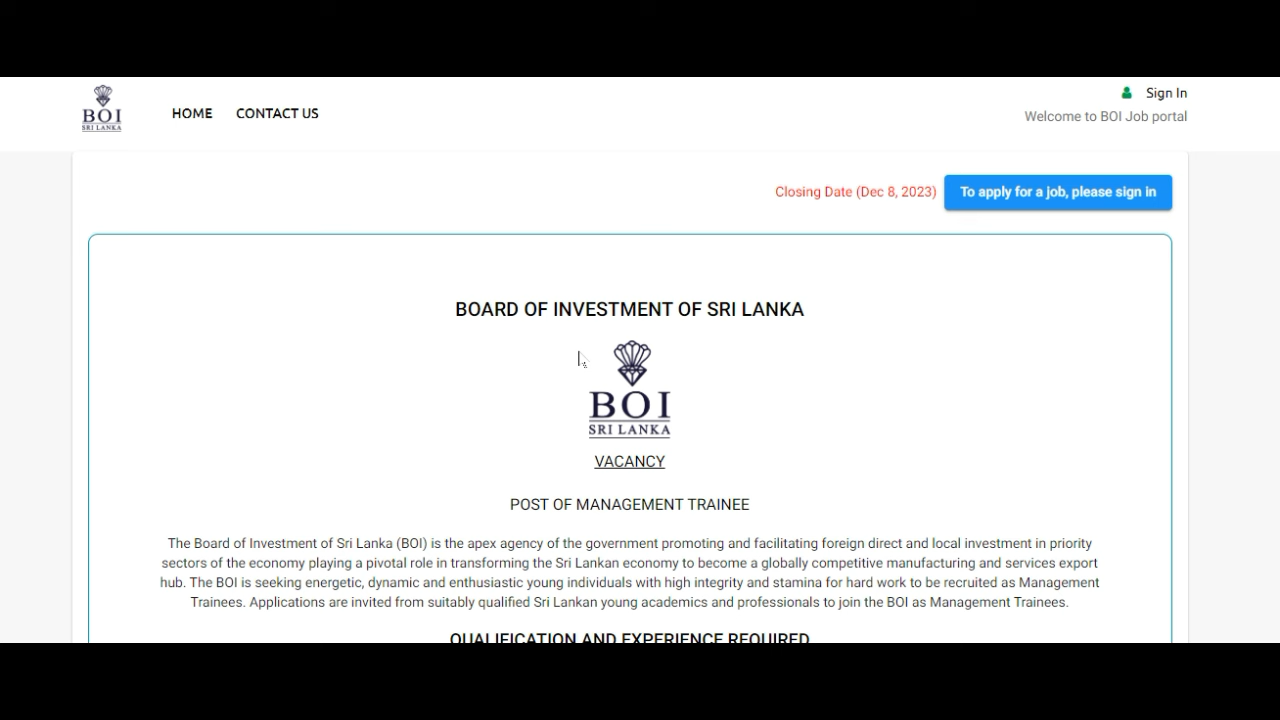 BOI
SRI LANKA
HOME
CONTACT US
Sign In
Welcome to BOI Job portal
Closing Date (Dec 8, 2023)
To apply for a job, please sign in
BOARD OF INVESTMENT OF SRI LANKA
BOI
SRI LANKA
VACANCY
POST OF MANAGEMENT TRAINEE
The Board of Investment of Sri Lanka (BOI) is the apex agency of the government promoting and facilitating foreign direct and local investment in priority
sectors of the economy playing a pivotal role in transforming the Sri Lankan economy to become a globally competitive manufacturing and services export
hub. The BOI is seeking energetic, dynamic and enthusiastic young individuals with high integrity and stamina for hard work to be recruited as Management
Trainees. Applications are invited from suitably qualified Sri Lankan young academics and professionals to join the BOI as Management Trainees.
QUALIFICATION AND EXPERIENCE REQUIRED